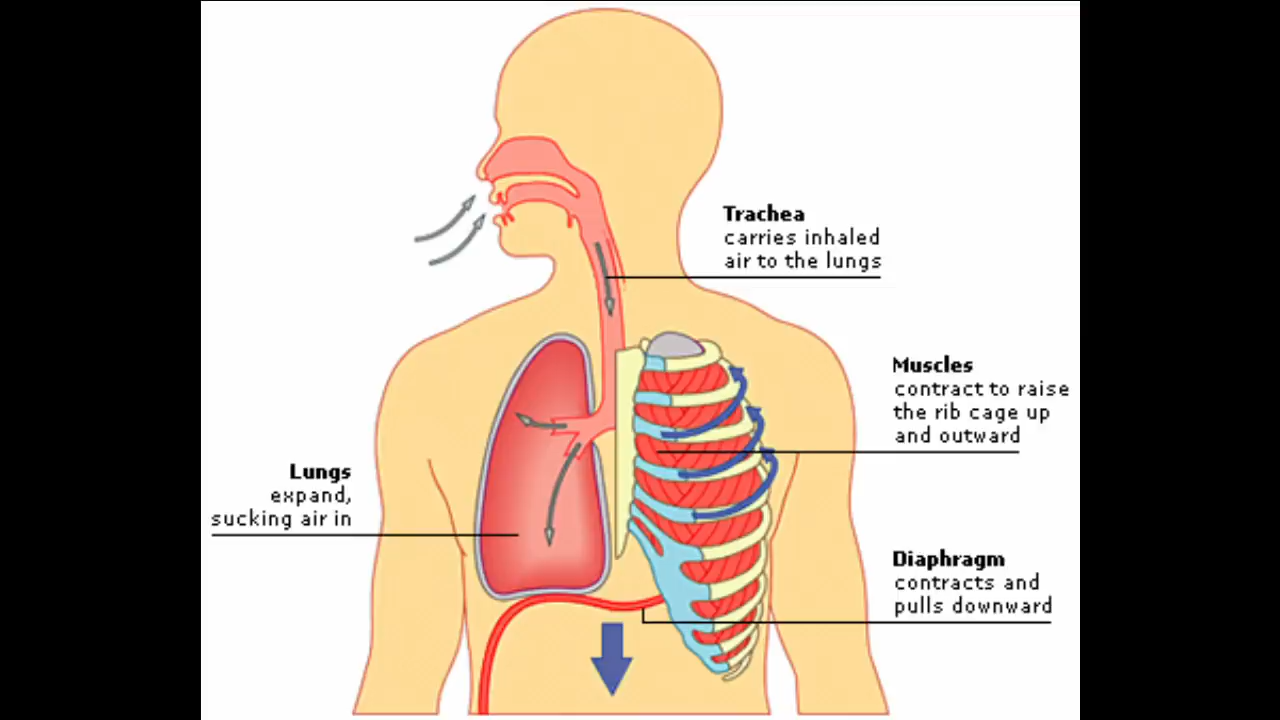 Trachea
carries inhaled
air to the lungs
Muscles
contract to raise
the rib cage up
and outward
Lungs
expand,
sucking air in
Diaphragm
contracts and
pulls downward